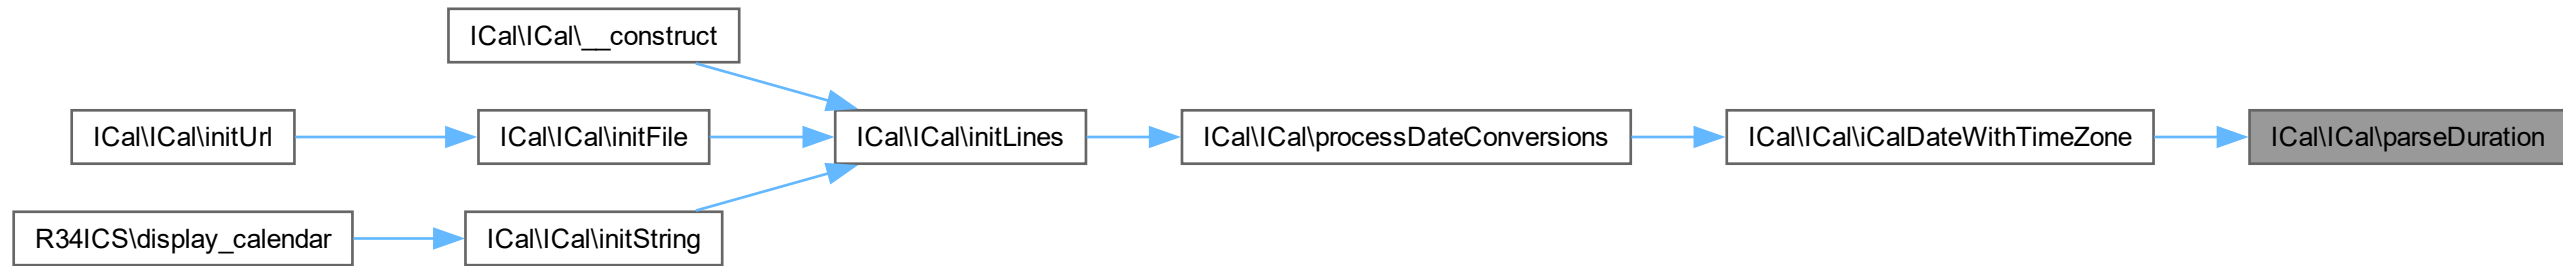 ICal\ICal\__construct
ICal\ICal\initUrl
ICal\ICal\initFile
ICal\ICal\initLines
ICal\ICal\processDateConversions
ICal\ICal\iCalDateWithTimeZone
ICal\ICal\parseDuration
R34ICS\display_calendar
ICal\ICal\initString